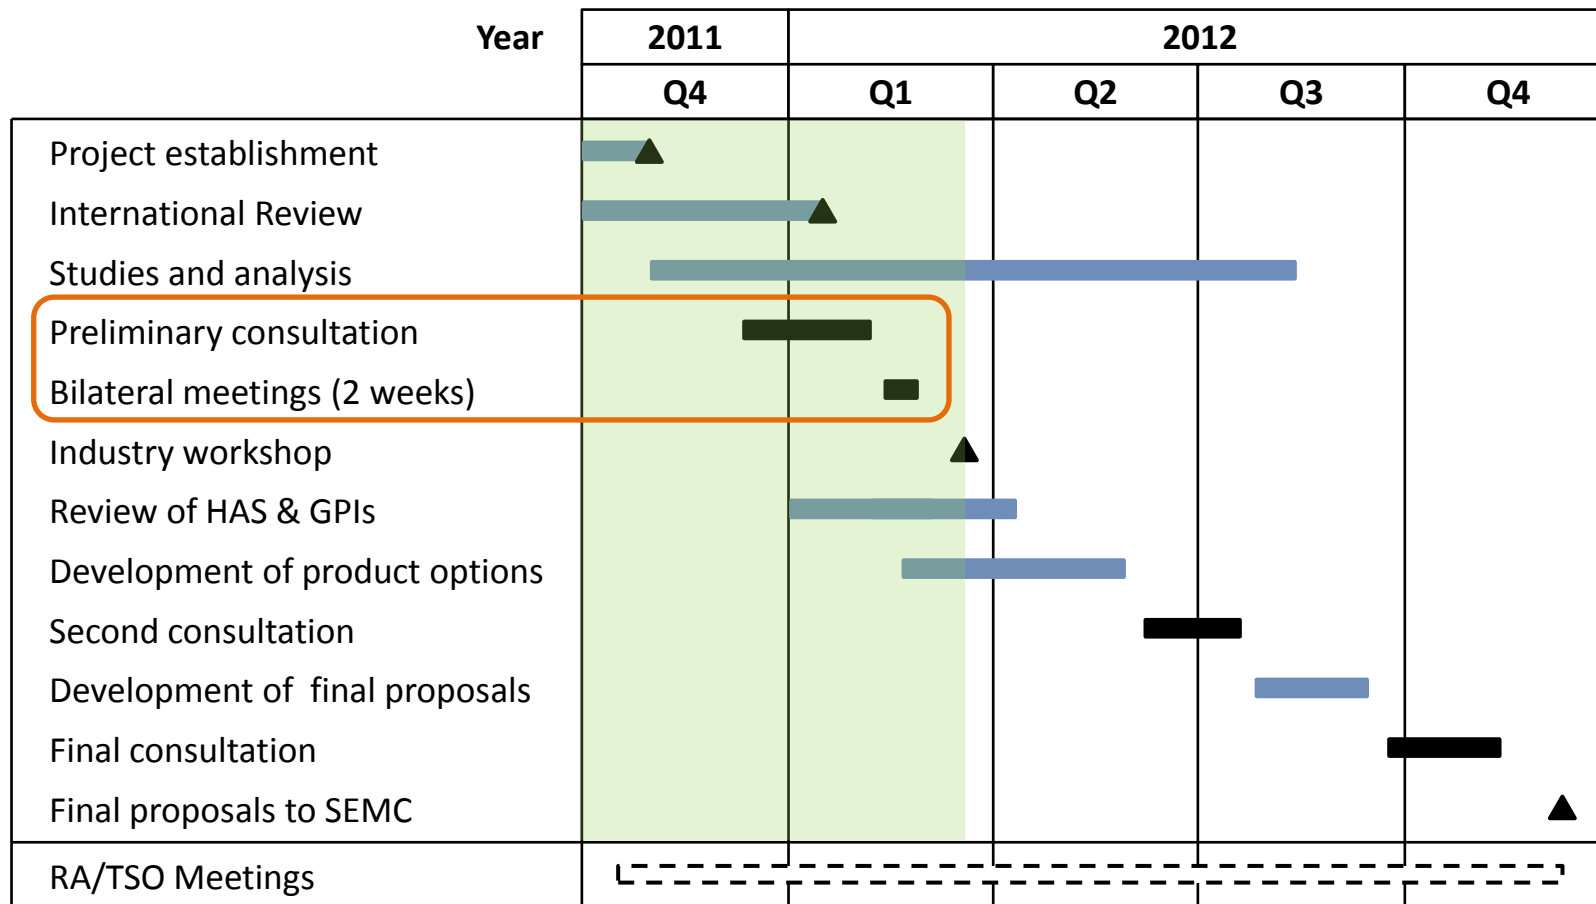 Year 2011 2012
Q4 Q1 Q2 Q3 Q4
Project establishment
International Review
Studies and analysis
Preliminary consultation
Bilateral meetings (2 weeks)
Industry workshop
Review of HAS & GPIs
Development of product options
Second consultation
Development of  final proposals
Final consultation
Final proposals to SEMC
RA/TSO Meetings